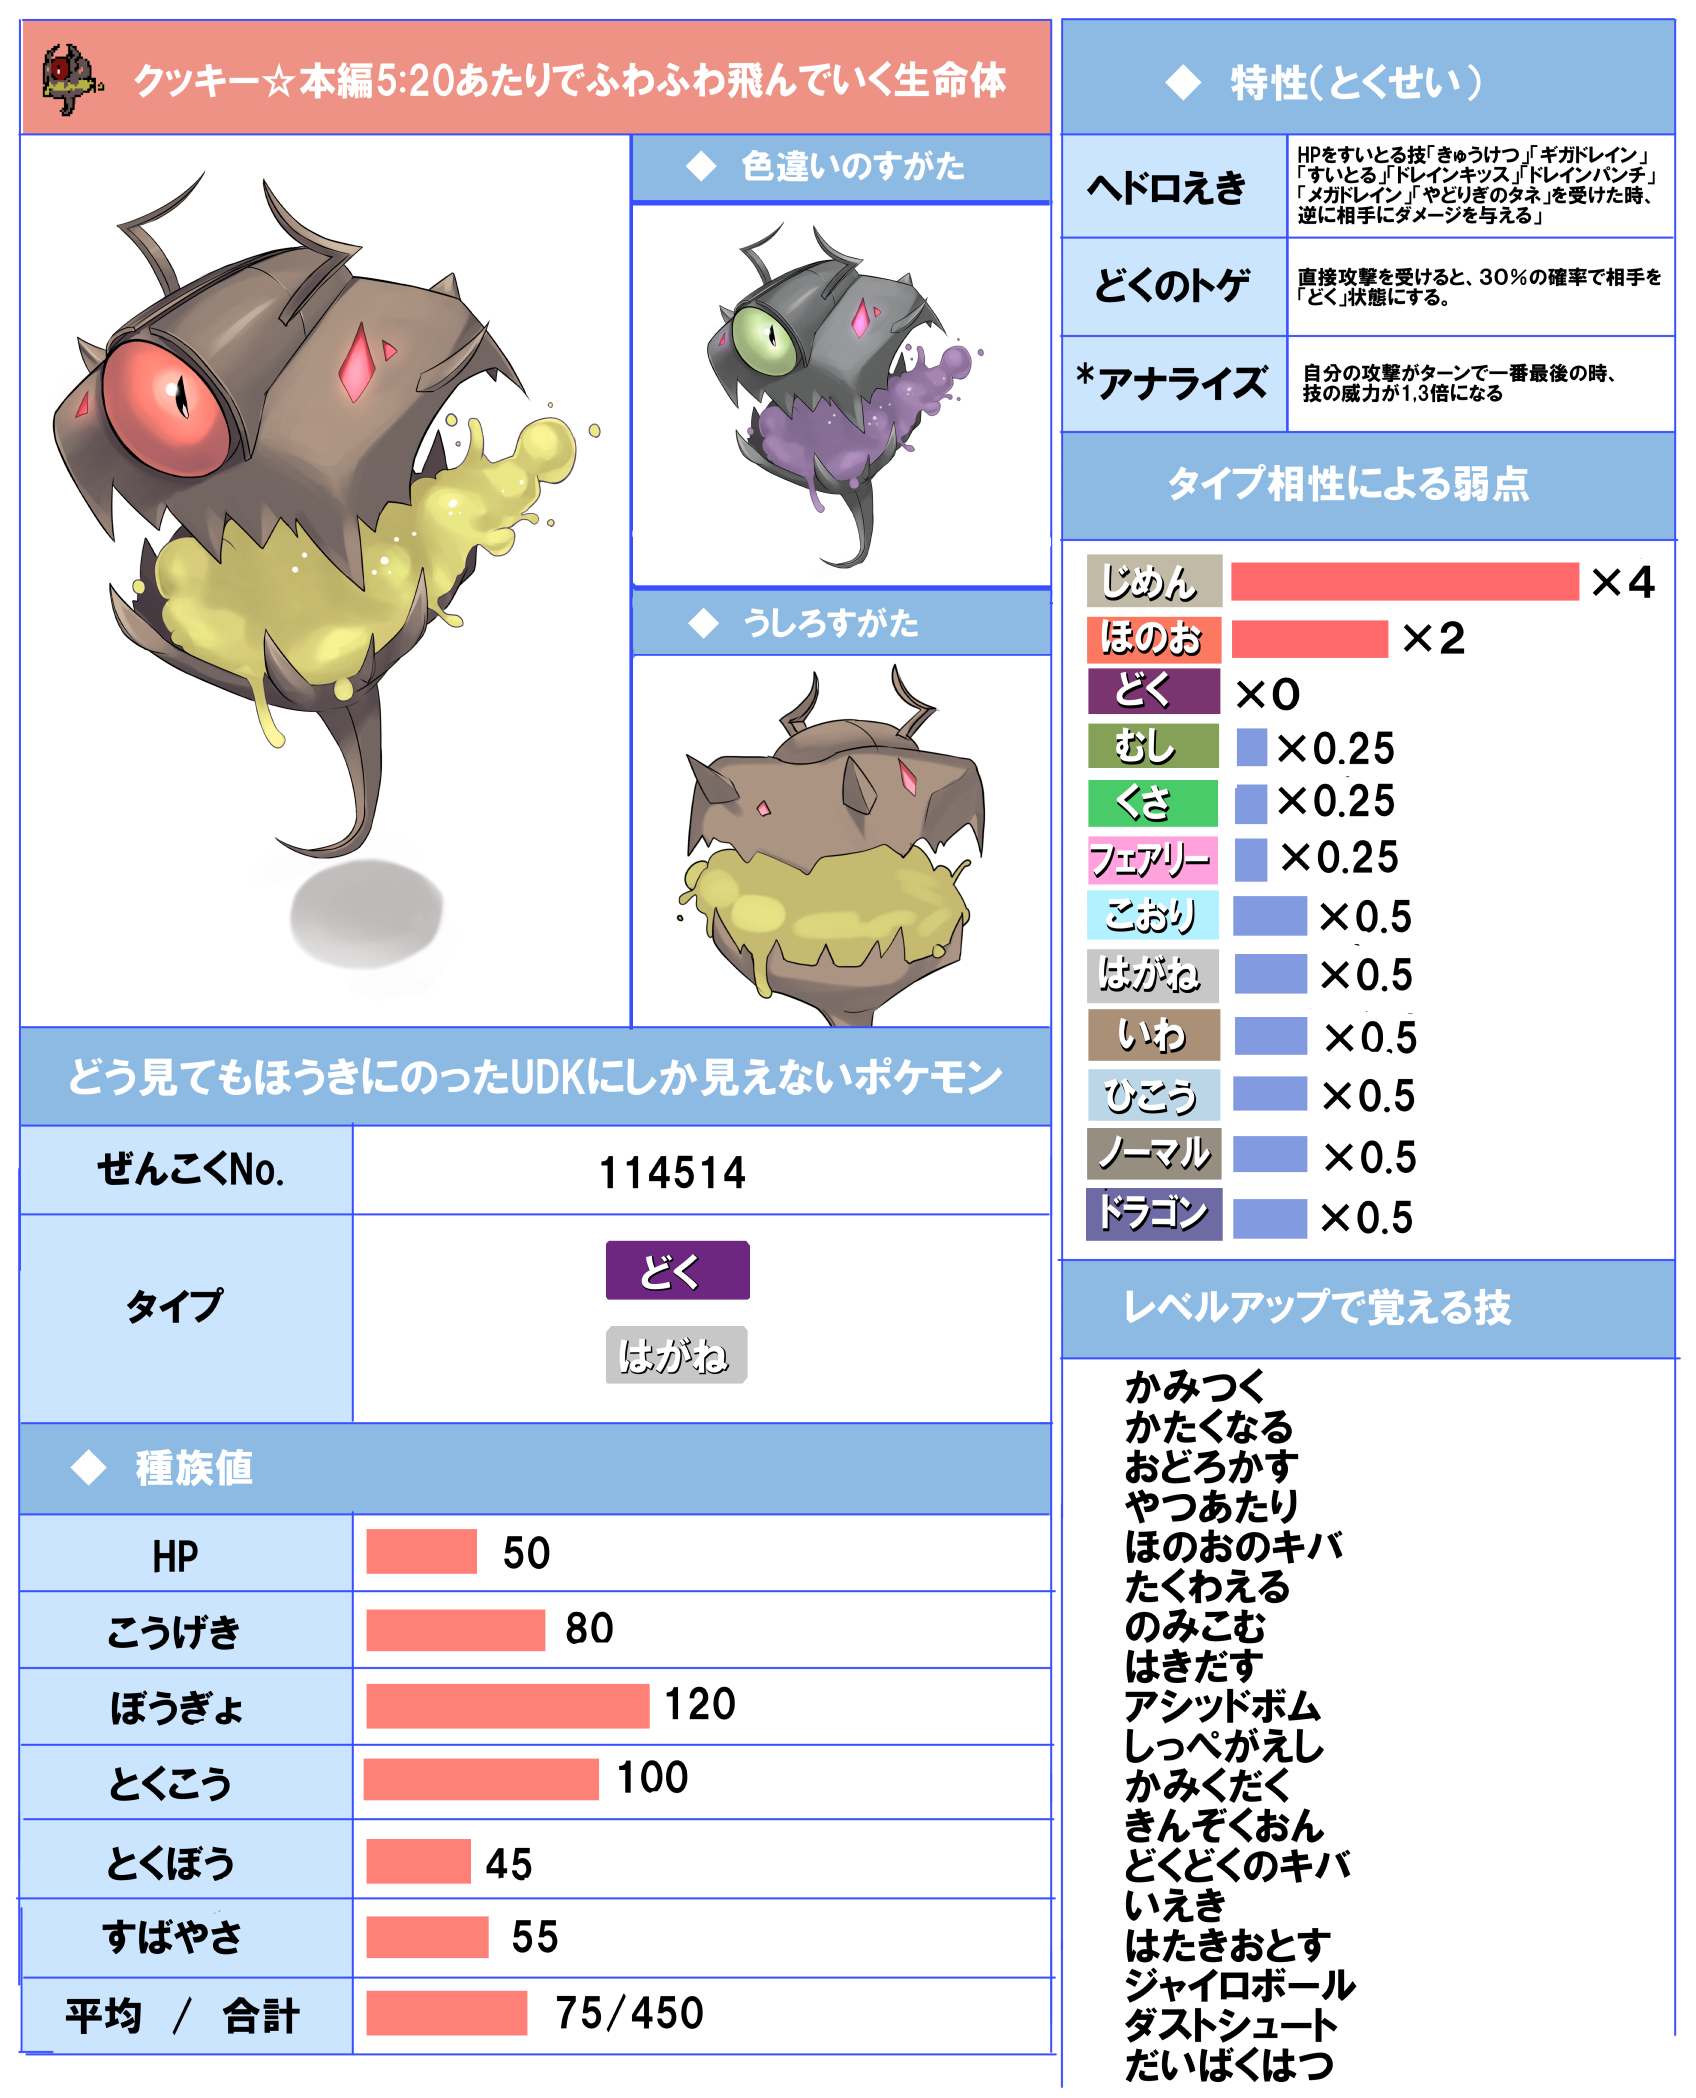 クッキー☆本編5:20あたりでふわふわ飛んでいく生命体
◆ 色違いのすがた
◆ うしろすがた
どう見てもほうきにのったUDKにしか見えないポケモン
ぜんこくNo. 114514
タイプ
どく
はがね
◆ 種族値
HP 50
こうげき 80
ぼうぎょ 120
とくこう 100
とくぼう 45
すばやさ 55
平均 / 合計 75/450
◆ 特性(とくせい)
ヘドロえき
HPをすいとる技「きゅうけつ」「ギガドレイン」
「すいとる」「ドレインキッス」「ドレインパンチ」
「メガドレイン」「やどりぎのタネ」を受けた時、
逆に相手にダメージを与える」
どくのトゲ
直接攻撃を受けると、30%の確率で相手を
「どく」状態にする。
*アナライズ
自分の攻撃がターンで一番最後の時、
技の威力が1,3倍になる
タイプ相性による弱点
じめん ×4
ほのお ×2
どく ×0
むし ×0.25
くさ ×0.25
フェアリー ×0.25
こおり ×0.5
はがね ×0.5
いわ ×0.5
ひこう ×0.5
ノーマル ×0.5
ドラゴン ×0.5
レベルアップで覚える技
かみつく
かたくなる
おどろかす
やつあたり
ほのおのキバ
たくわえる
のみこむ
はきだす
アシッドボム
しっぺがえし
かみくだく
きんぞくおん
どくどくのキバ
いえき
はたきおとす
ジャイロボール
ダストシュート
だいばくはつ